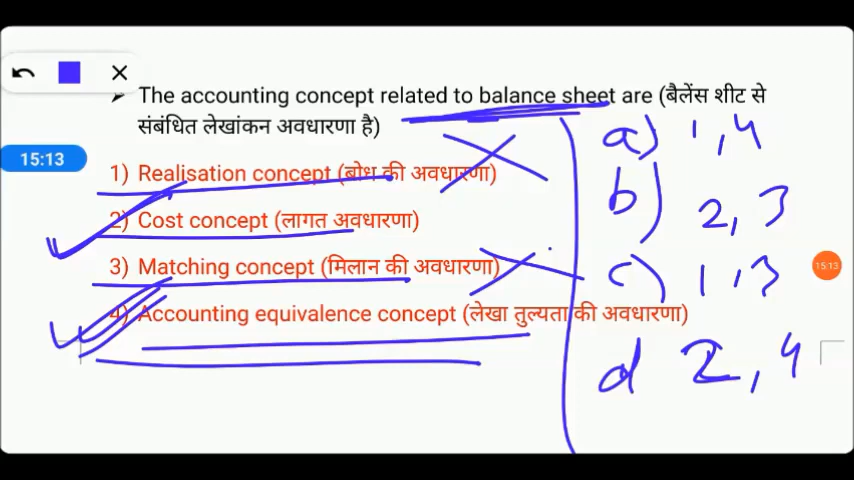 ➤ The accounting concept related to balance sheet are (बैलेंस शीट से
संबंधित लेखांकन अवधारणा है)
15:13
1) Realisation concept (बोध की अवधारणा)
2) Cost concept (लागत अवधारणा)
3) Matching concept (मिलान की अवधारणा)
4) Accounting equivalence concept (लेखा तुल्यता की अवधारणा)
a) 1,4
b) 2,3
c) 1,3
d 2,4
15:13